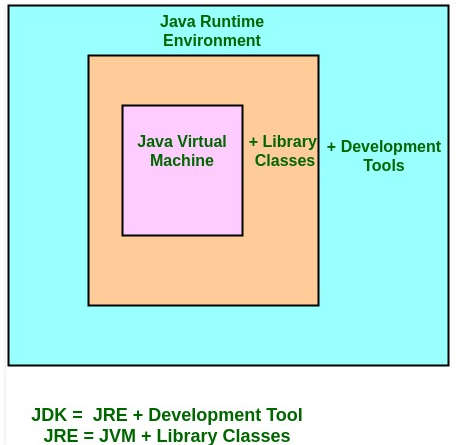 Java Runtime
Environment
Java Virtual
Machine
+ Library
Classes
+ Development
Tools
JDK = JRE + Development Tool
JRE = JVM + Library Classes